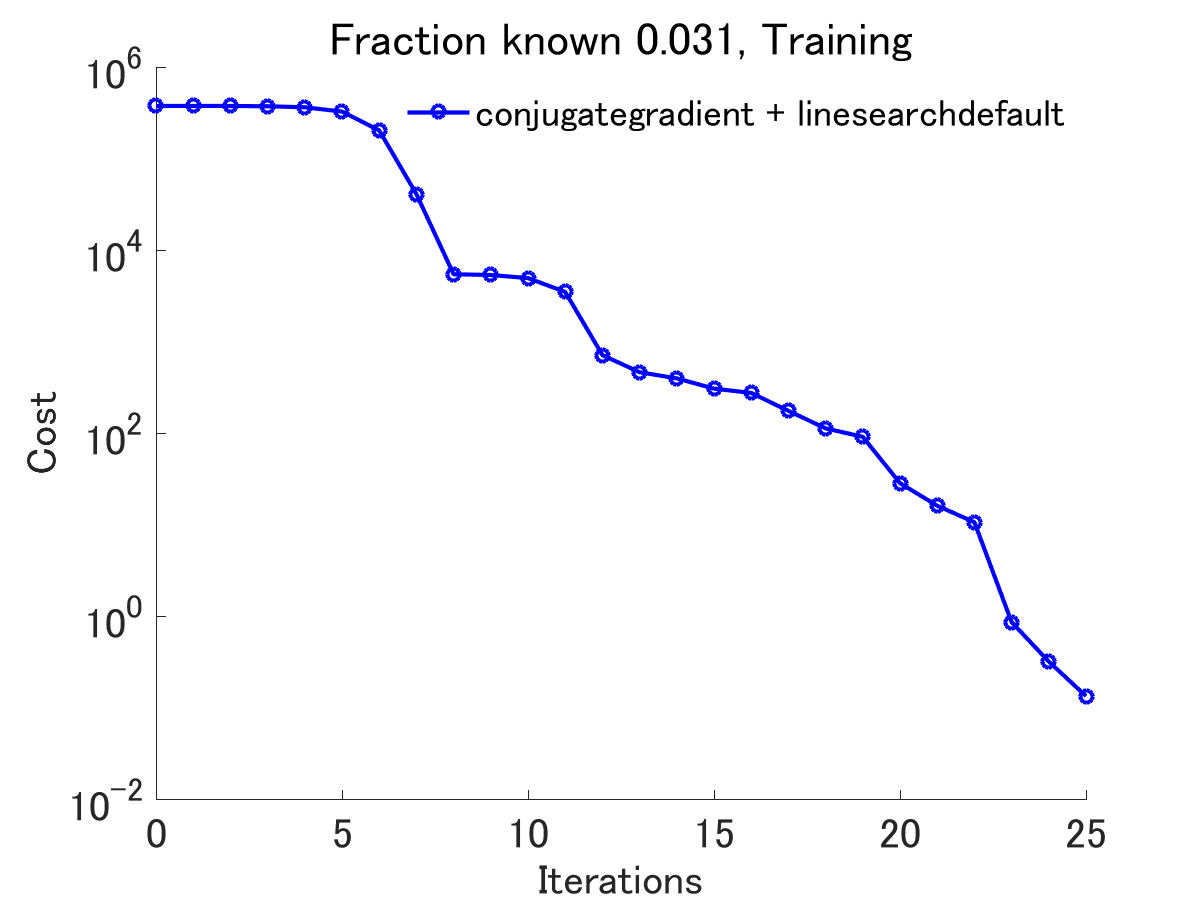 Fraction known 0.031, Training
conjugategradient + linesearchdefault
10^6
10^4
10^2
10^0
10^−2
Cost
0 5 10 15 20 25
Iterations